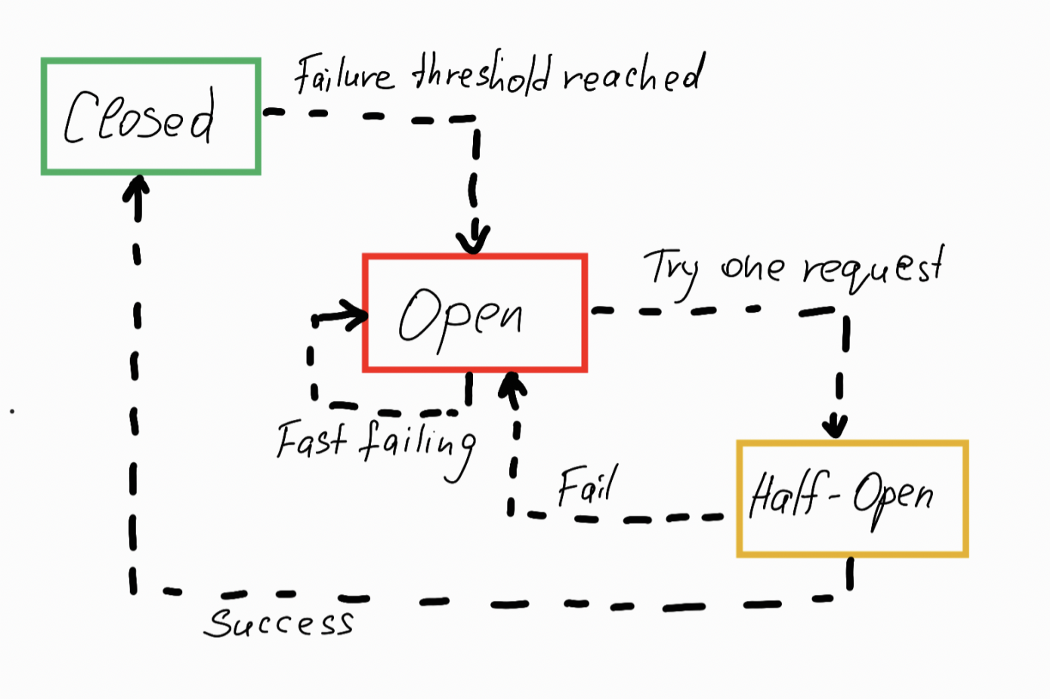 Failure threshold reached
Closed
Try one request
Open
Fast failing
Fail
Half-Open
Success